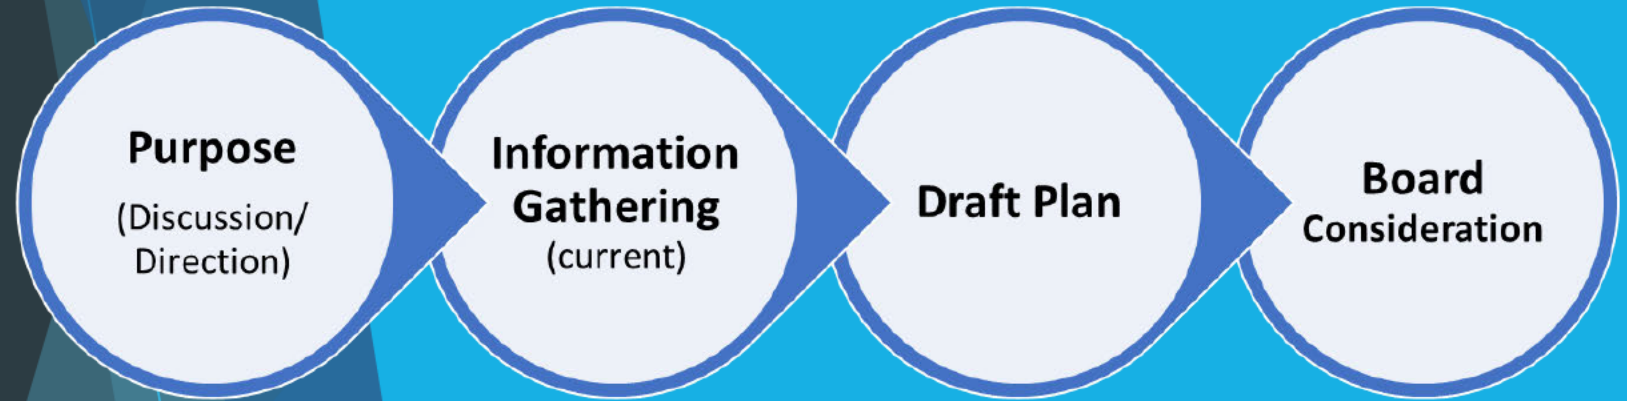 Purpose
(Discussion/
Direction)
Information
Gathering
(current)
Draft Plan
Board
Consideration